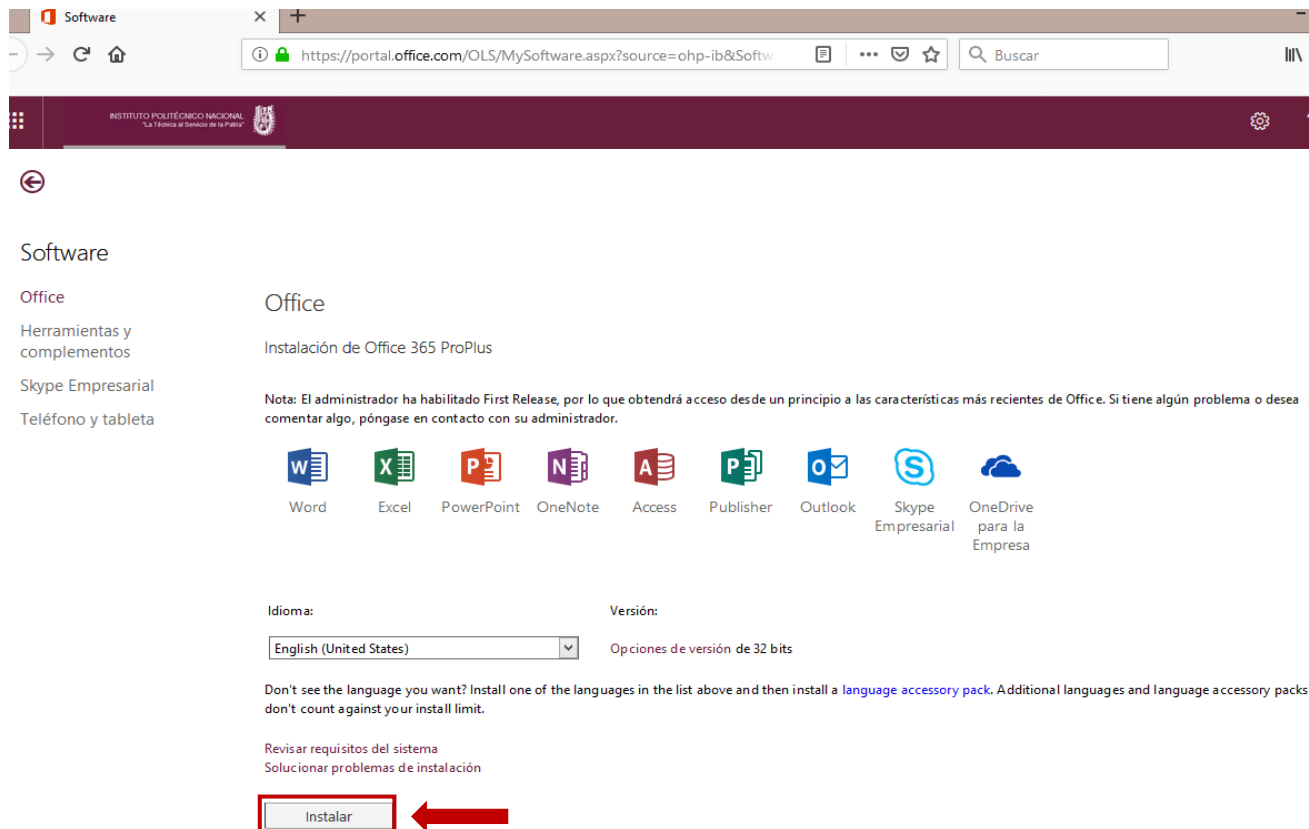 Software
https://portal.office.com/OLS/MySoftware.aspx?source=ohp-ib&Softw
Buscar
INSTITUTO POLITÉCNICO NACIONAL
"La Técnica al Servicio de la Patria"
Software
Office
Herramientas y
complementos
Skype Empresarial
Teléfono y tableta
Office
Instalación de Office 365 ProPlus
Nota: El administrador ha habilitado First Release, por lo que obtendrá acceso desde un principio a las características más recientes de Office. Si tiene algún problema o desea
comentar algo, póngase en contacto con su administrador.
Word Excel PowerPoint OneNote Access Publisher Outlook Skype Empresarial OneDrive para la Empresa
Idioma: Versión:
English (United States) Opciones de versión de 32 bits
Don't see the language you want? Install one of the languages in the list above and then install a language accessory pack. Additional languages and language accessory packs
don't count against your install limit.
Revisar requisitos del sistema
Solucionar problemas de instalación
Instalar